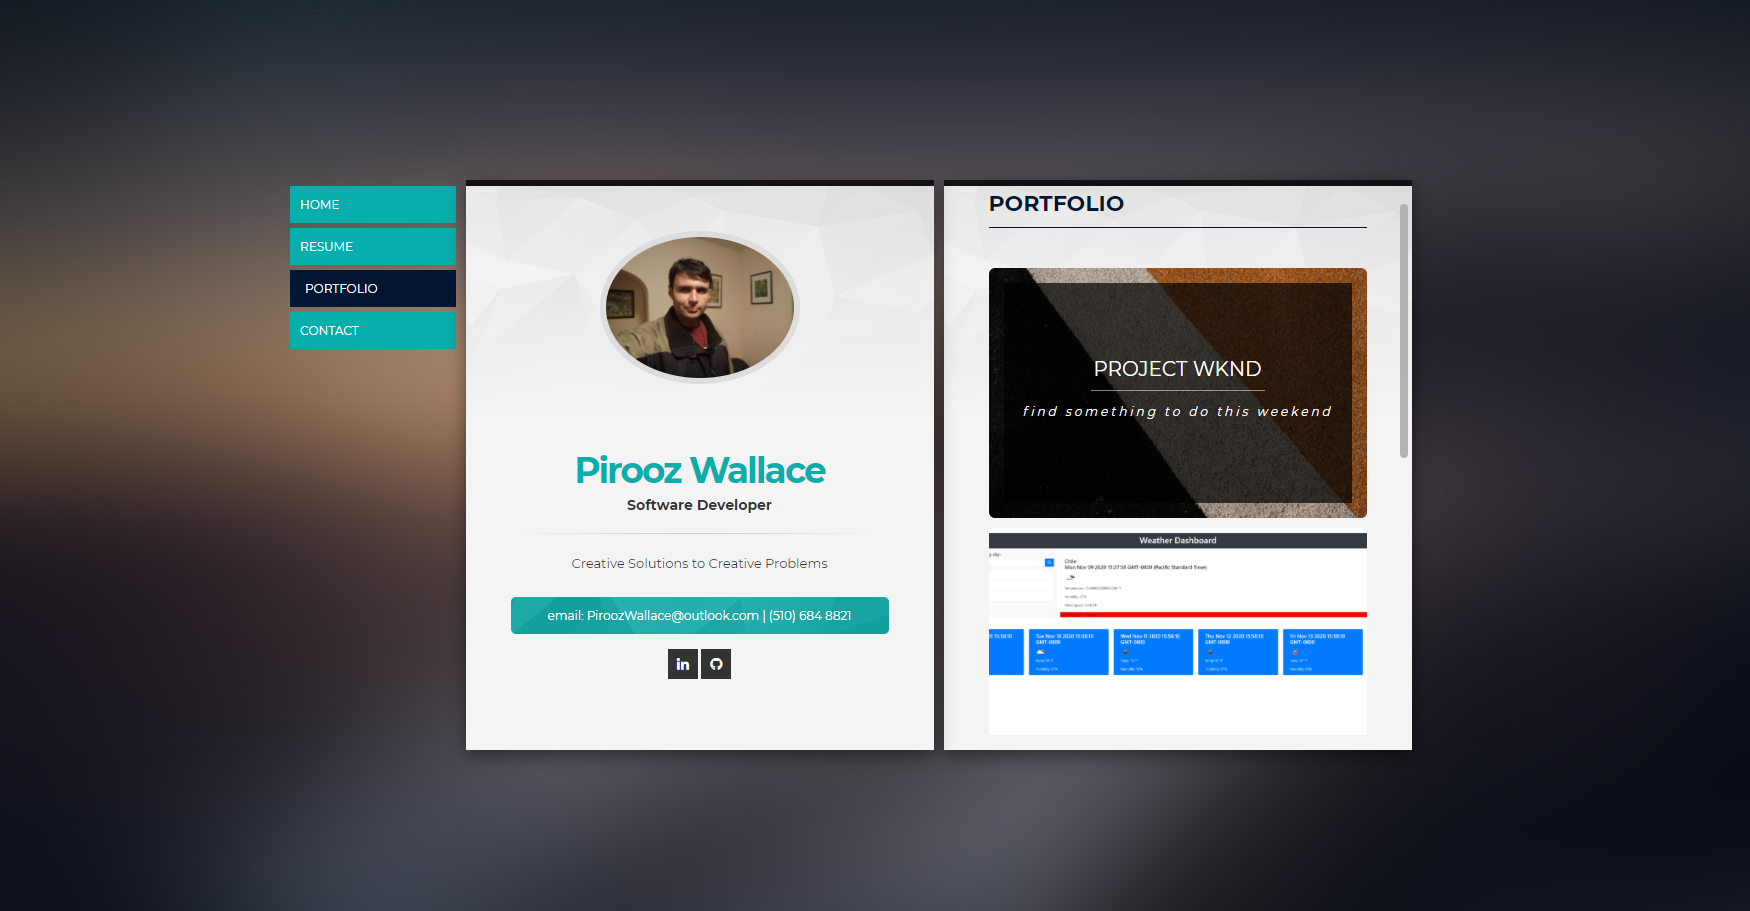 HOME
RESUME
PORTFOLIO
CONTACT
Pirooz Wallace
Software Developer
Creative Solutions to Creative Problems
email: PiroozWallace@outlook.com | (510) 684 8821
in
PORTFOLIO
PROJECT WKND
find something to do this weekend
Weather Dashboard
Chile
Mon Nov 09 2020 15:27:58 GMT-0800 (Pacific Standard Time)
Tue Nov 10 2020 15:58:10
GMT-0800
Wed Nov 11 2020 15:58:10
GMT-0800
Thu Nov 12 2020 15:58:10
GMT-0800
Fri Nov 13 2020 15:58:10
GMT-0800